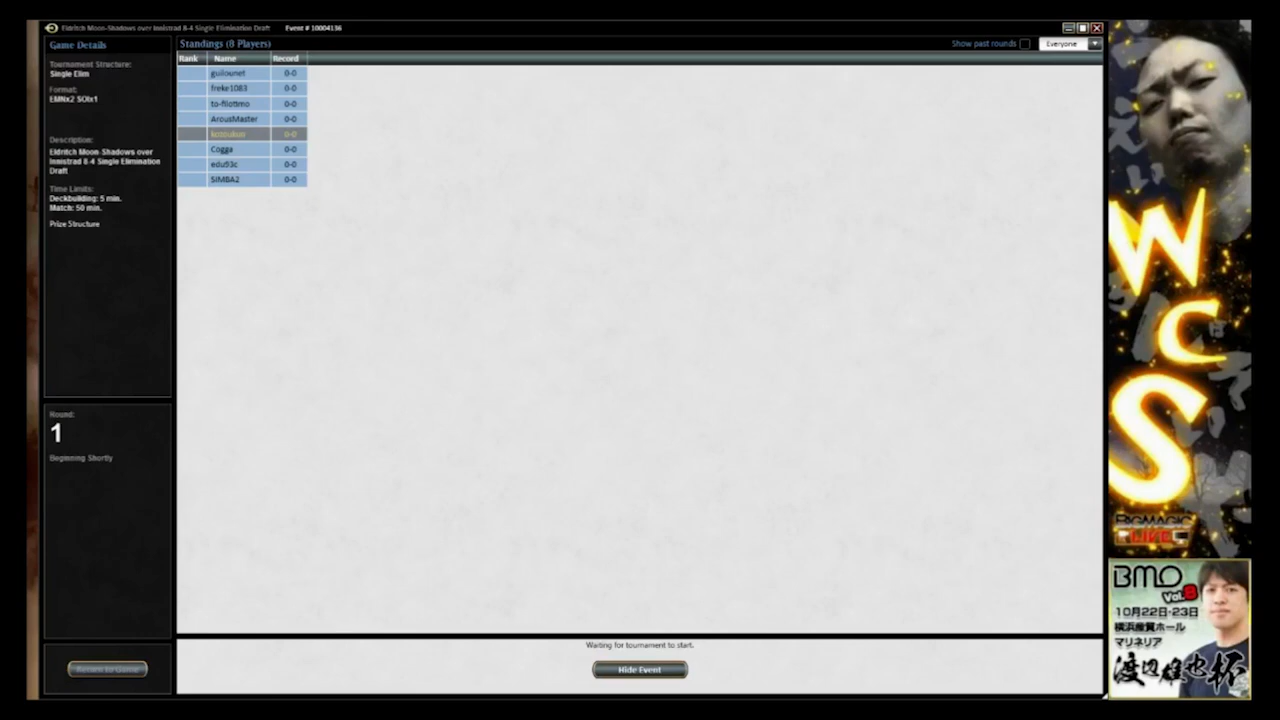 Eldritch Moon-Shadows over Innistrad 8-4 Single Elimination Draft Event # 10004136
Game Details
Tournament Structure:
Single Elim
Format:
EMNx2 SOIx1
Description:
Eldritch Moon-Shadows over
Innistrad 8-4 Single Elimination
Draft
Time Limits:
Deckbuilding: 5 min.
Match: 50 min.
Prize Structure
Round:
1
Beginning Shortly
Return to Game
Standings (8 Players)
Show past rounds
Everyone
Rank Name Record
guilounet 0-0
freke1083 0-0
to-filottmo 0-0
ArousMaster 0-0
0-0
Cogga 0-0
edu93c 0-0
SIMBA2 0-0
Waiting for tournament to start.
Hide Event
WCS
BIGMAGIC
LIVE
BMO
Vol.8
10月22日-23日
横浜産貿ホール
マリネリア
渡辺雄也杯